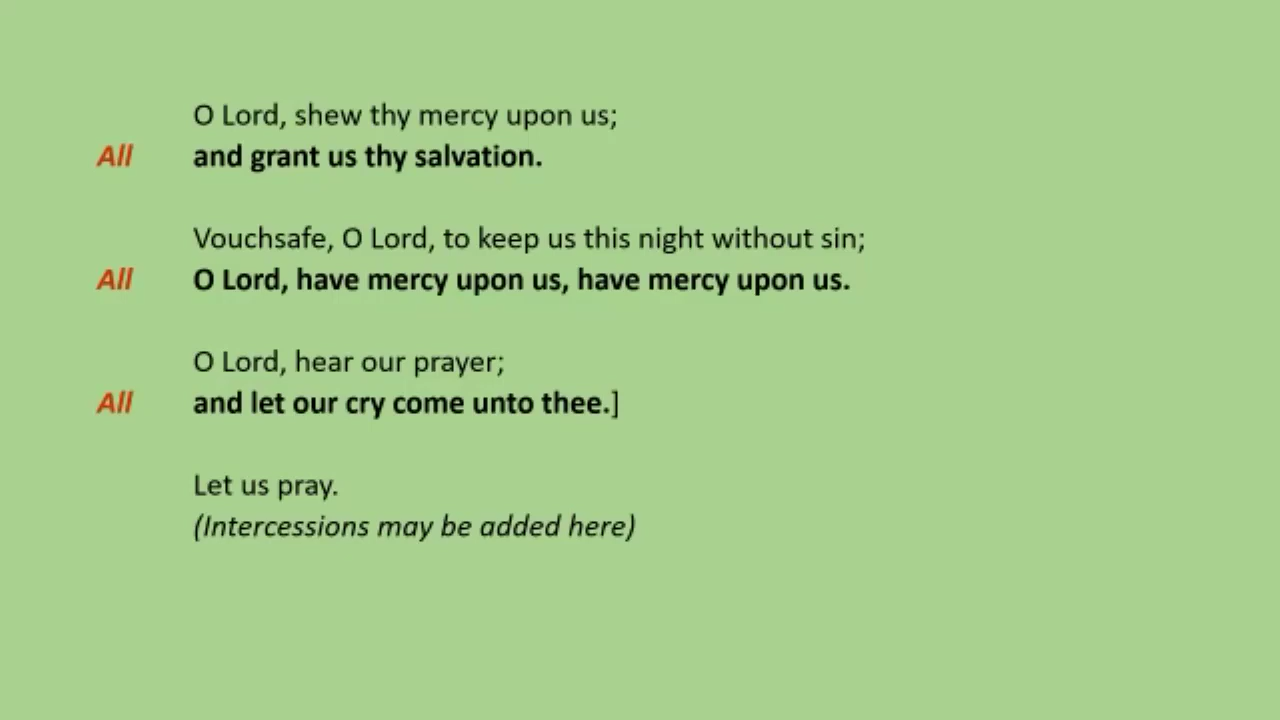 O Lord, shew thy mercy upon us;
All and grant us thy salvation.
Vouchsafe, O Lord, to keep us this night without sin;
All O Lord, have mercy upon us, have mercy upon us.
O Lord, hear our prayer;
All and let our cry come unto thee.]
Let us pray.
(Intercessions may be added here)